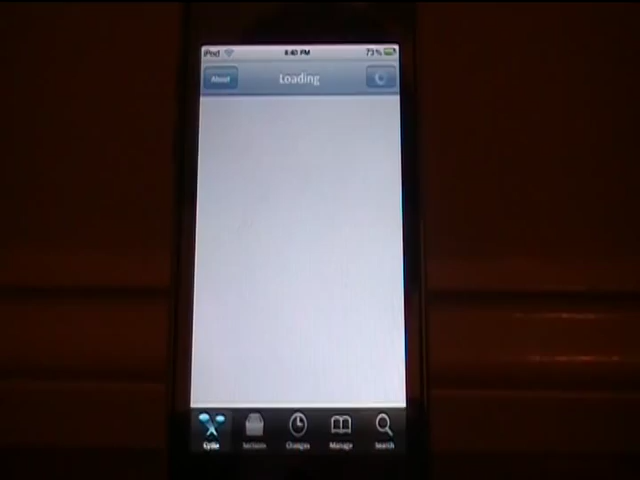 iPod 8:40 PM 73%
About Loading
Cydia Sections Changes Manage Search